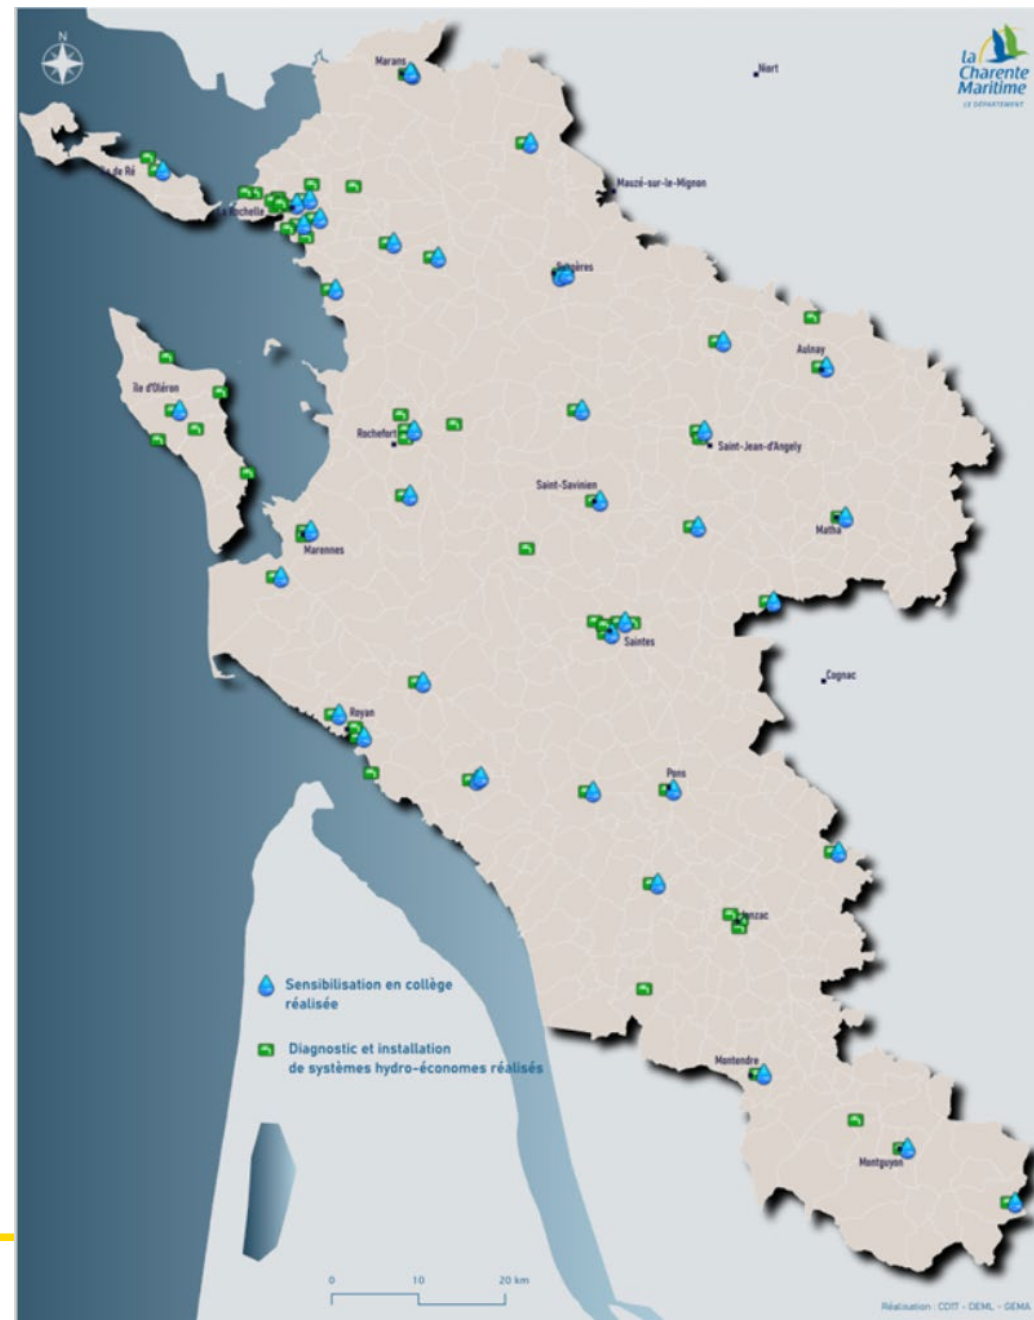 N
la
Charente
Maritime
LE DÉPARTEMENT
Marans
Niort
Mauzé-sur-le-Mignon
de Ré
Rochelle
Aulnay
île d'Oléron
Rochefort
Saint-Jean-d'Angely
Saint-Savinien
Matha
Marennes
Saintes
Cognac
Royan
Pons
Sensibilisation en collège
réalisée
Diagnostic et installation
de systèmes hydro-économes réalisés
Montendre
Montguyon
0 10 20 km
Réalisation : CDIT - DEML - GEMA